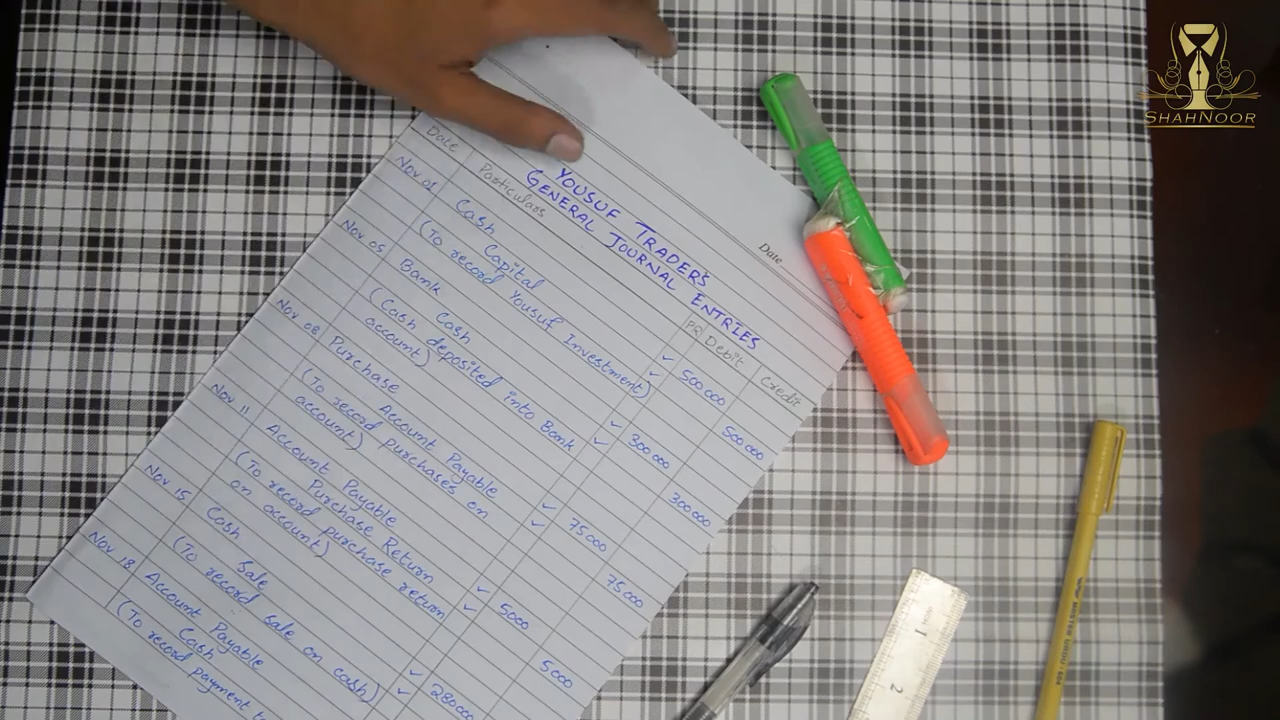 SHAHNOOR
Date
YOUSUF TRADERS
GENERAL JOURNAL ENTRIES
Date Particulars PR Debit Credit
Nov 01 Cash ✓ 500000
Capital ✓ 500000
(To record Yousuf Investment)
Nov 05 Bank ✓ 300000
Cash ✓ 300000
(Cash deposited into Bank
account)
Nov 08 Purchase ✓ 75000
Account Payable ✓ 75000
(To record purchases on
account)
Nov 11 Account Payable ✓ 5000
Purchase Return ✓ 5000
(To record purchase return
on account)
Nov 15 Cash ✓ 280000
Sale ✓
(To record sale on cash)
Nov 18 Account Payable
Cash
(To record payment
1
2